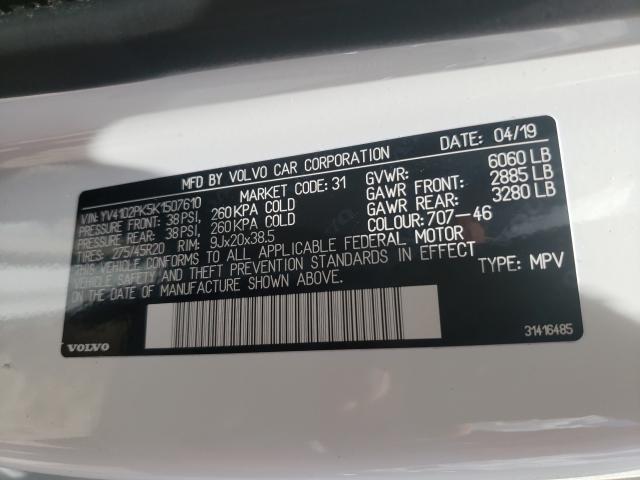 MFD BY VOLVO CAR CORPORATION DATE: 04/19
VIN: YV4102PK5K1507610 MARKET CODE: 31 GVWR: 6060 LB
PRESSURE FRONT: 38 PSI, 260 KPA COLD GAWR FRONT: 2885 LB
PRESSURE REAR: 38 PSI, 260 KPA COLD GAWR REAR: 3280 LB
TIRES: 275/45R20 RIM: 9Jx20x38.5 COLOUR: 707-46
THIS VEHICLE CONFORMS TO ALL APPLICABLE FEDERAL MOTOR
VEHICLE SAFETY AND THEFT PREVENTION STANDARDS IN EFFECT
ON THE DATE OF MANUFACTURE SHOWN ABOVE. TYPE: MPV
VOLVO 31416485